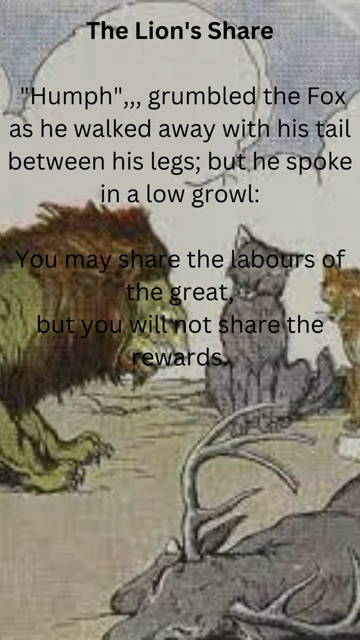 The Lion's Share
"Humph",,, grumbled the Fox
as he walked away with his tail
between his legs; but he spoke
in a low growl:
You may share the labours of
the great,
but you will not share the
rewards.